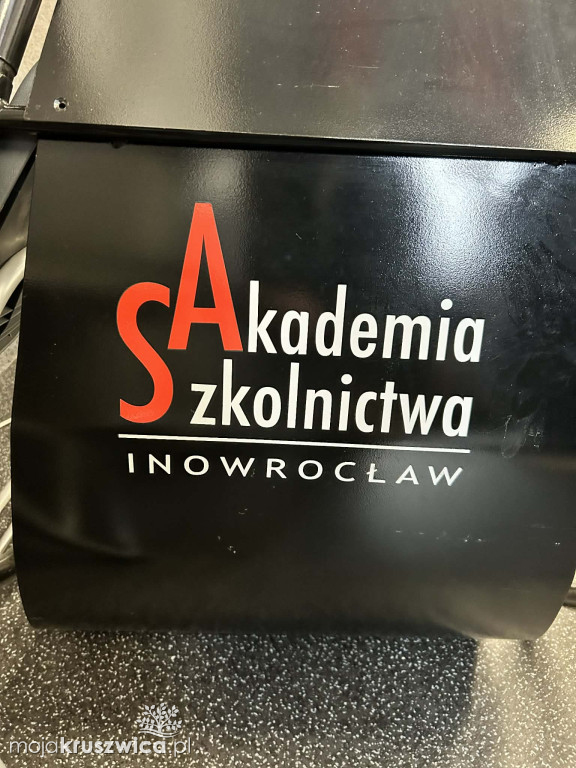 Akademia
Szkolnictwa
INOWROCŁAW
mojakruszwica.pl